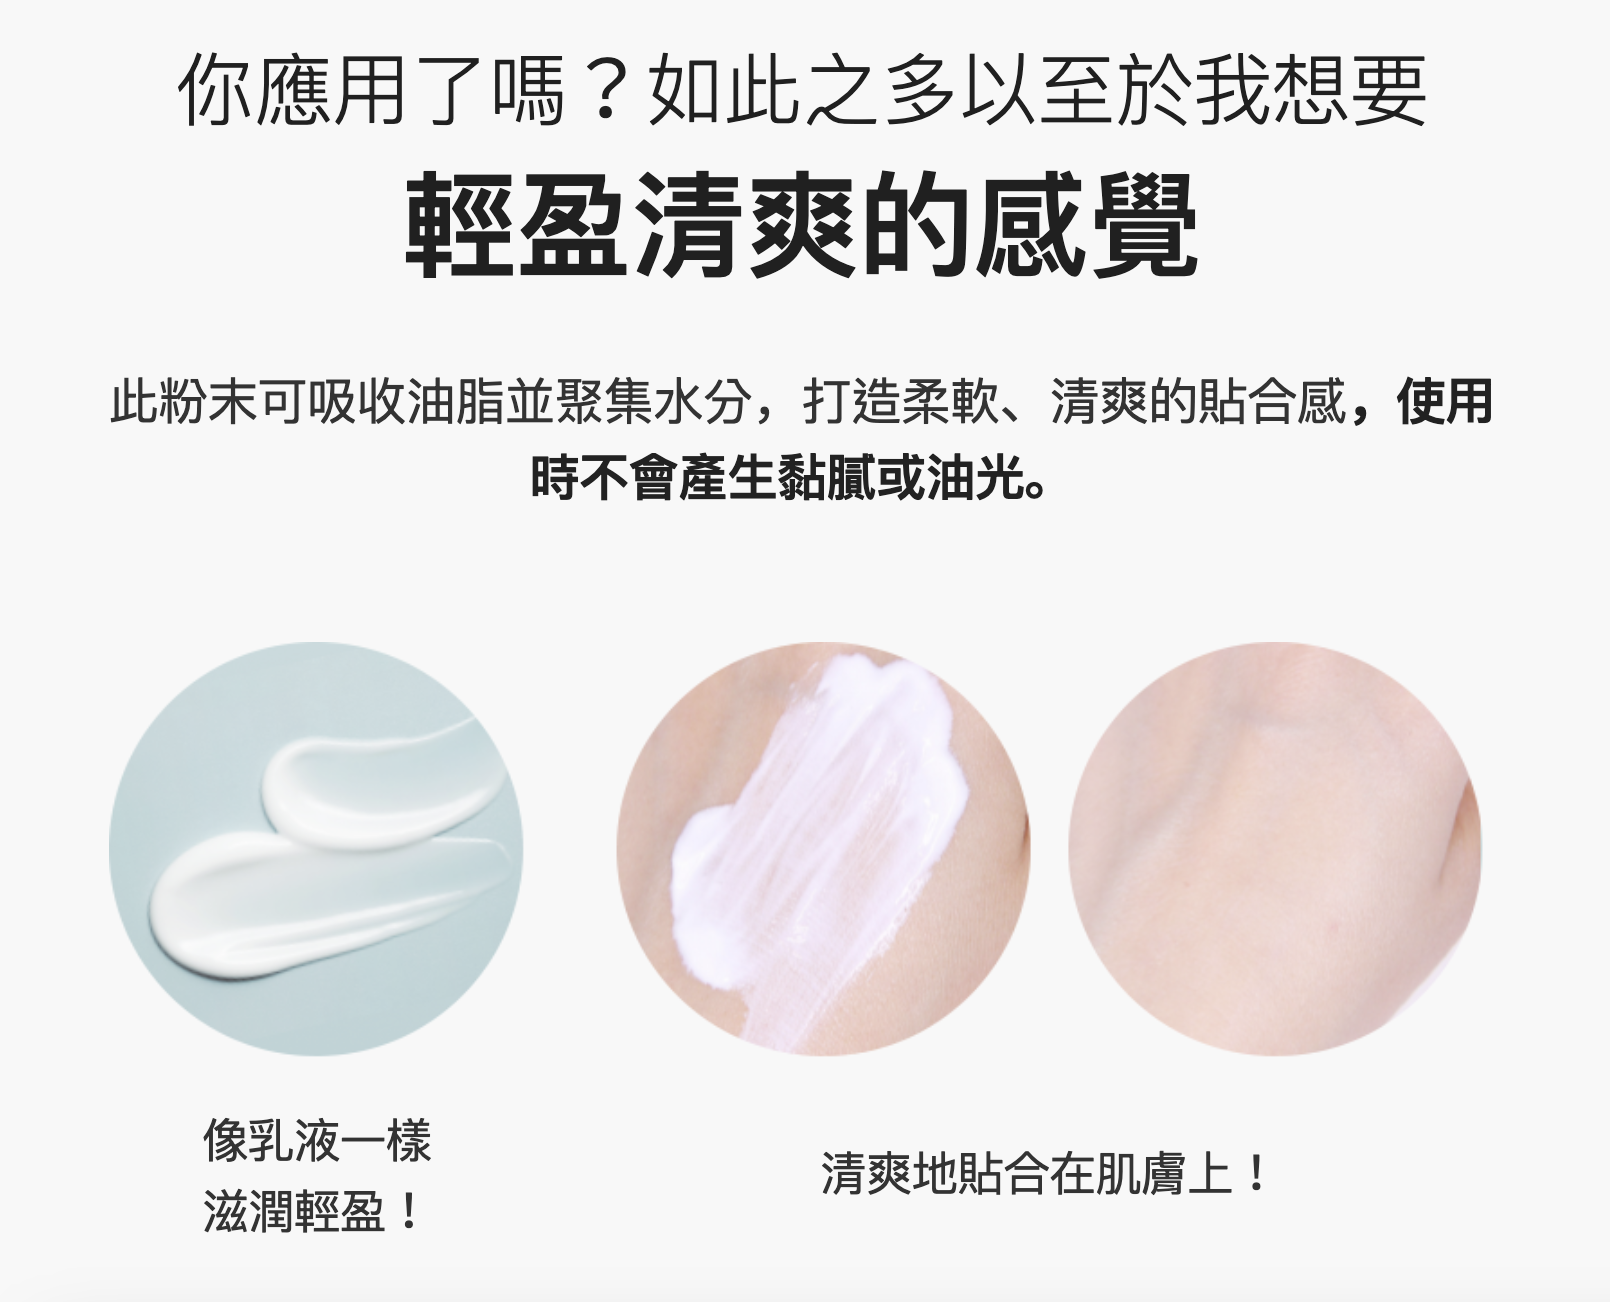 你應用了嗎？如此之多以至於我想要
輕盈清爽的感覺
此粉末可吸收油脂並聚集水分，打造柔軟、清爽的貼合感，使用
時不會產生黏膩或油光。
像乳液一樣
滋潤輕盈！
清爽地貼合在肌膚上！